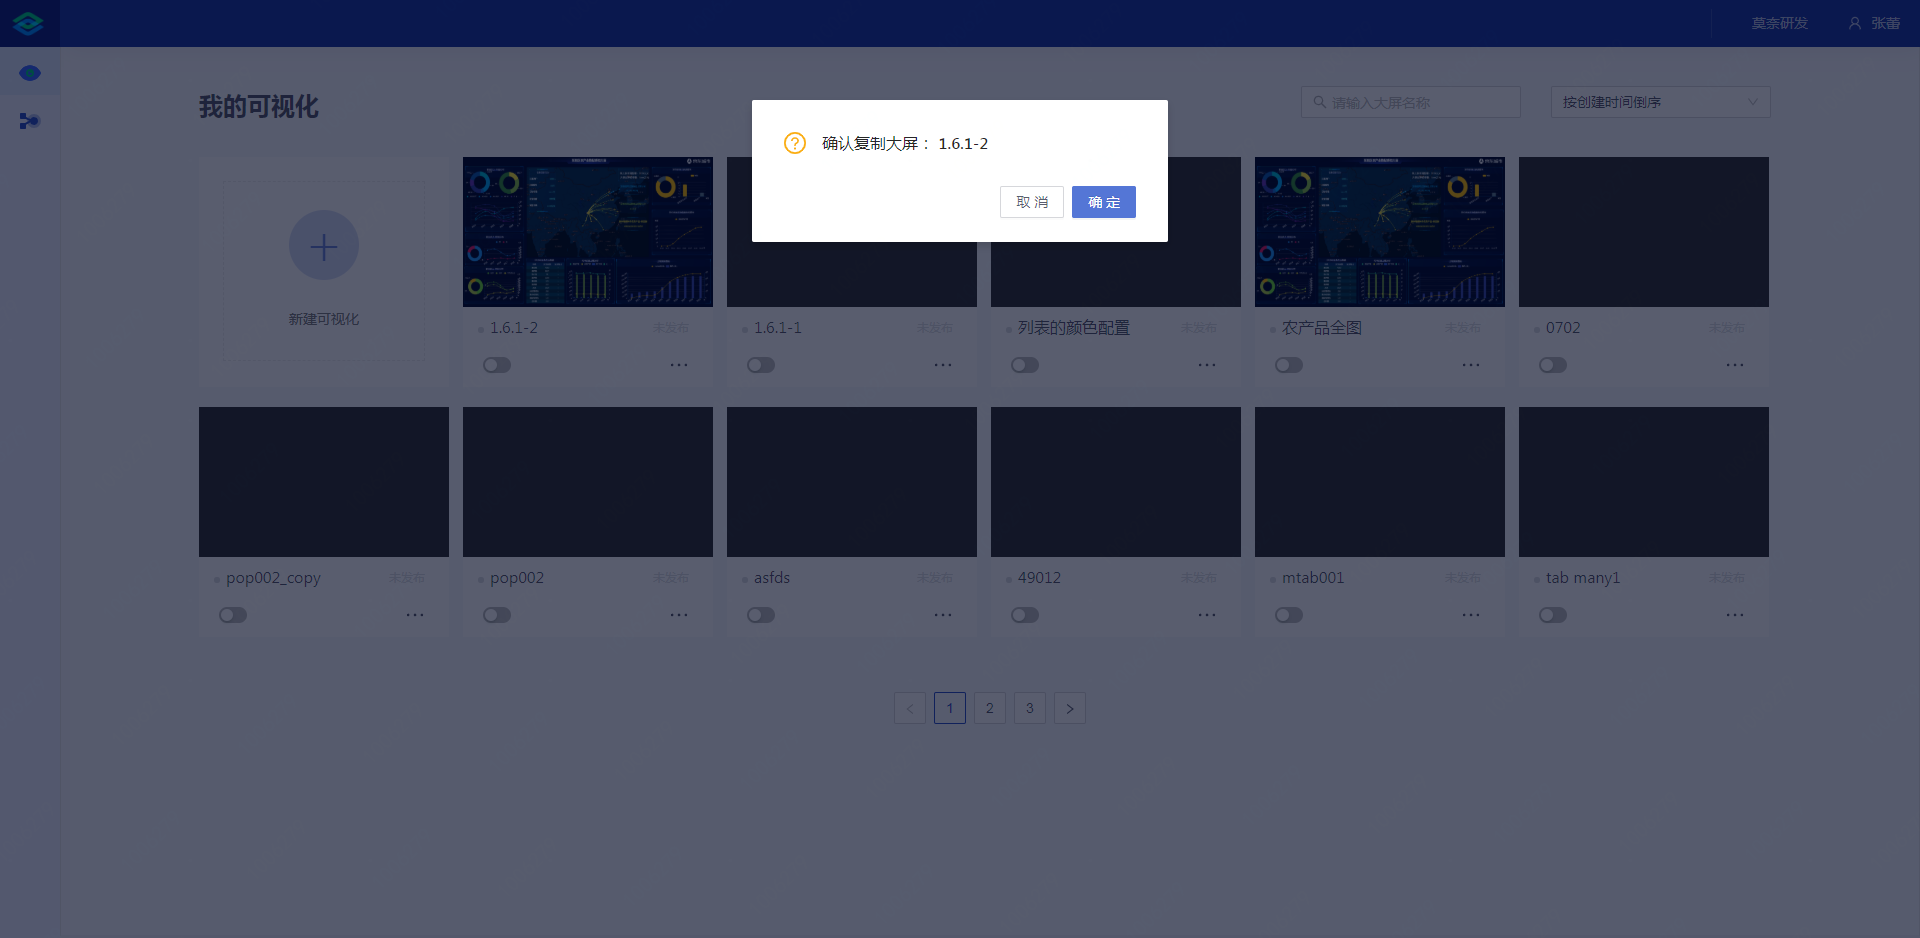 莫奈研发
张蕾
我的可视化
请输入大屏名称
按创建时间倒序
确认复制大屏： 1.6.1-2
取 消
确 定
新建可视化
1.6.1-2
未发布
1.6.1-1
未发布
列表的颜色配置
未发布
农产品全图
未发布
0702
未发布
pop002_copy
未发布
pop002
未发布
asfds
未发布
49012
未发布
mtab001
未发布
tab many1
未发布
1
2
3